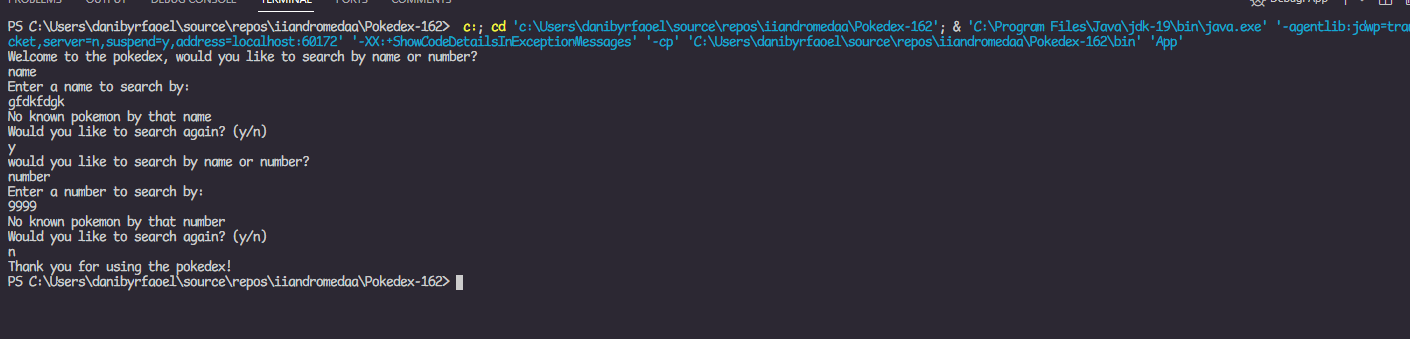 PROBLEMS OUTPUT DEBUG CONSOLE TERMINAL PORTS COMMENTS Debug: App
PS C:\Users\danibyrfaoel\source\repos\iiandromedaa\Pokedex-162> c:; cd 'c:\Users\danibyrfaoel\source\repos\iiandromedaa\Pokedex-162'; & 'C:\Program Files\Java\jdk-19\bin\java.exe' '-agentlib:jdwp=tran
cket,server=n,suspend=y,address=localhost:60172' '-XX:+ShowCodeDetailsInExceptionMessages' '-cp' 'C:\Users\danibyrfaoel\source\repos\iiandromedaa\Pokedex-162\bin' 'App'
Welcome to the pokedex, would you like to search by name or number?
name
Enter a name to search by:
gfdkfdgk
No known pokemon by that name
Would you like to search again? (y/n)
y
would you like to search by name or number?
number
Enter a number to search by:
9999
No known pokemon by that number
Would you like to search again? (y/n)
n
Thank you for using the pokedex!
PS C:\Users\danibyrfaoel\source\repos\iiandromedaa\Pokedex-162>